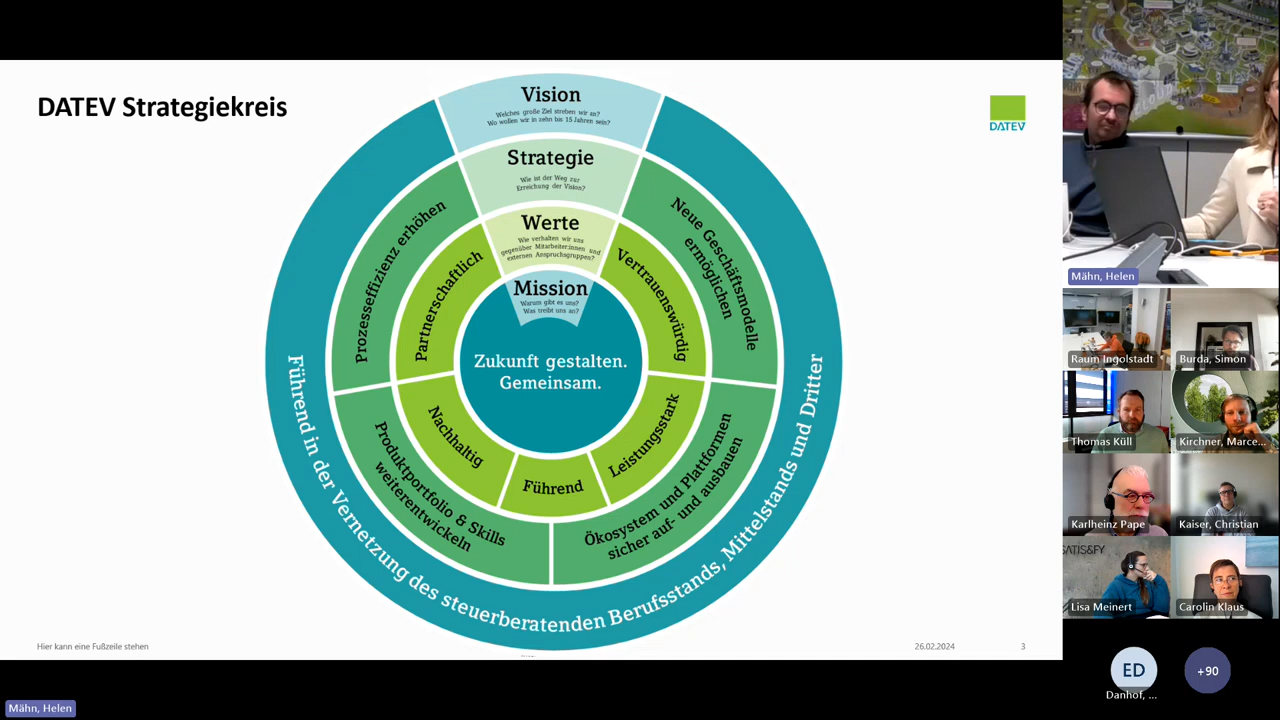 DATEV Strategiekreis
DATEV
Vision
Welches große Ziel streben wir an?
Wo wollen wir in zehn bis 15 Jahren sein?
Strategie
Wie ist der Weg zur
Erreichung der Vision?
Werte
Wie verhalten wir uns
gegenüber Mitarbeiter:innen und
externen Anspruchsgruppen?
Mission
Warum gibt es uns?
Was treibt uns an?
Zukunft gestalten.
Gemeinsam.
Partnerschaftlich
Vertrauenswürdig
Nachhaltig
Führend
Leistungsstark
Prozesseffizienz erhöhen
Neue Geschäftsmodelle
ermöglichen
Produktportfolio & Skills
weiterentwickeln
Ökosystem und Plattformen
sicher auf- und ausbauen
Führend in der Vernetzung des steuerberatenden Berufsstands, Mittelstands und Dritter
Hier kann eine Fußzeile stehen
26.02.2024
3
Mähn, Helen
Mähn, Helen
Raum Ingolstadt
Burda, Simon
Thomas Küll
Kirchner, Marce...
Karlheinz Pape
Kaiser, Christian
ATIS&FY
Lisa Meinert
Carolin Klaus
ED
Danhof, ...
+90